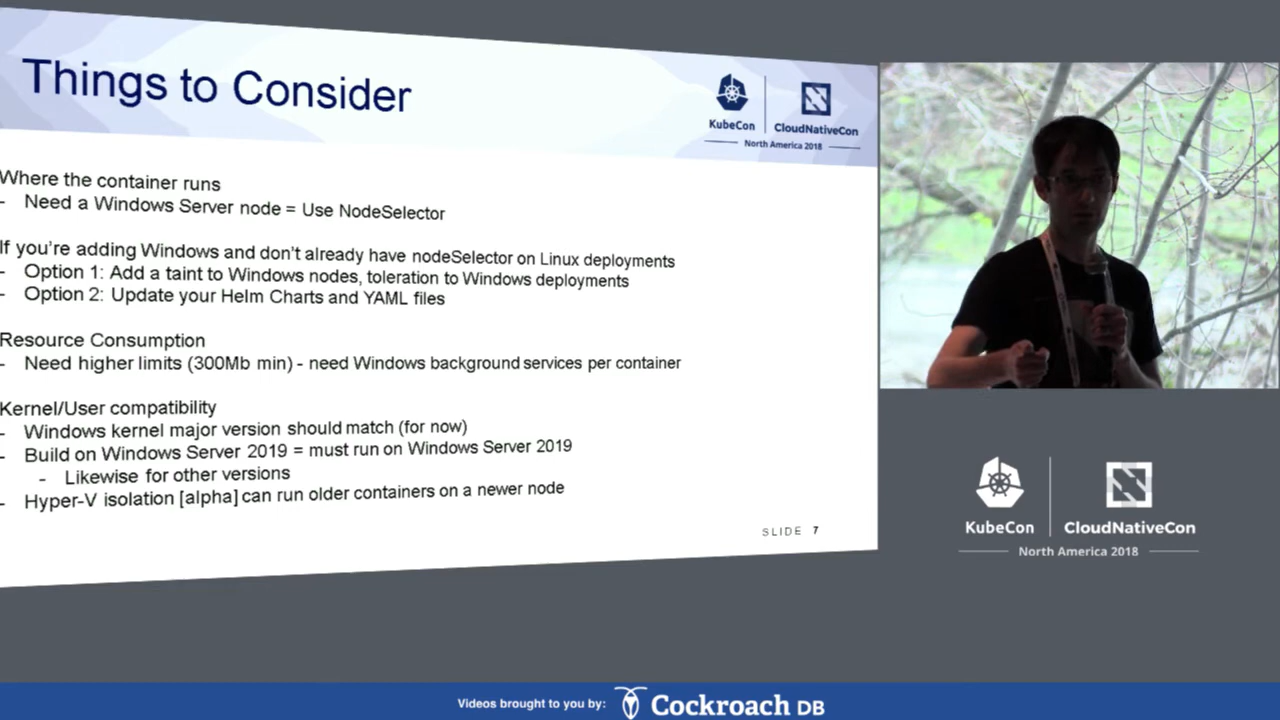 Things to Consider
KubeCon
CloudNativeCon
North America 2018
Where the container runs
- Need a Windows Server node = Use NodeSelector
If you're adding Windows and don't already have nodeSelector on Linux deployments
- Option 1: Add a taint to Windows nodes, toleration to Windows deployments
- Option 2: Update your Helm Charts and YAML files
Resource Consumption
- Need higher limits (300Mb min) - need Windows background services per container
Kernel/User compatibility
- Windows kernel major version should match (for now)
- Build on Windows Server 2019 = must run on Windows Server 2019
- Likewise for other versions
- Hyper-V isolation [alpha] can run older containers on a newer node
SLIDE 7
KubeCon
CloudNativeCon
North America 2018
Videos brought to you by:
Cockroach DB